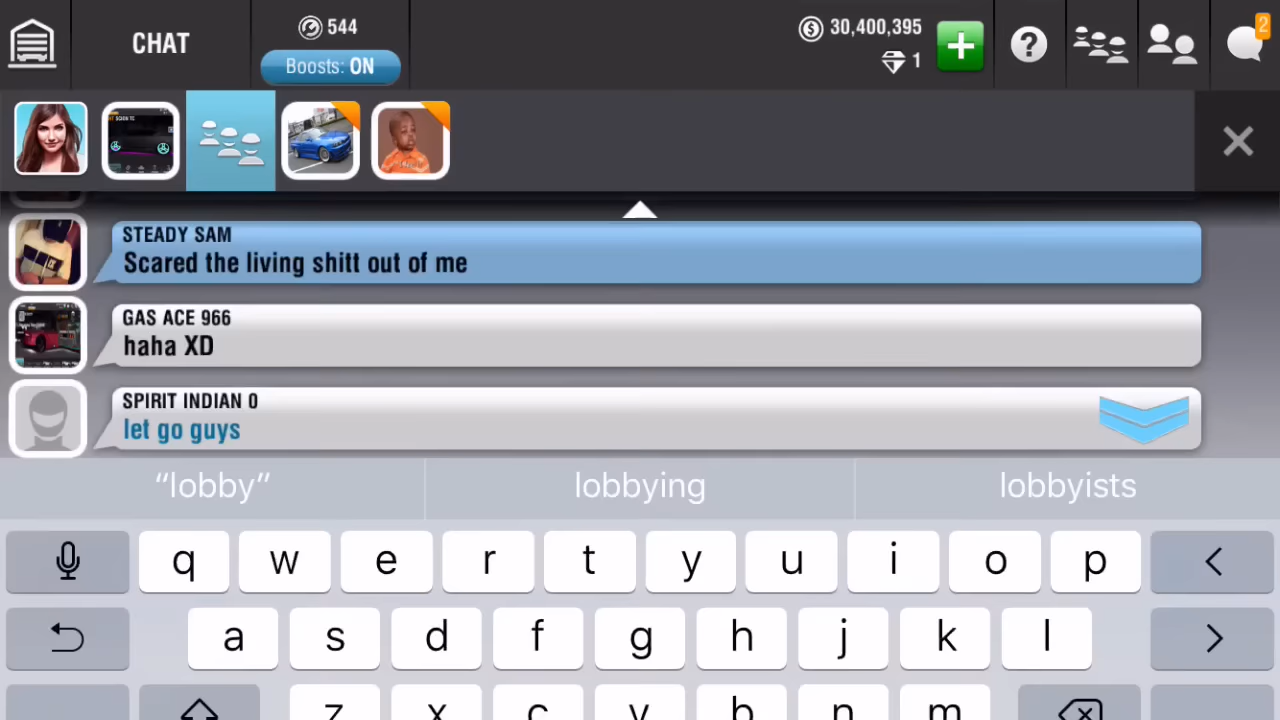 CHAT
544
Boosts: ON
30,400,395
1
?
2
STEADY SAM
Scared the living shitt out of me
GAS ACE 966
haha XD
SPIRIT INDIAN 0
let go guys
“lobby” lobbying lobbyists
q w e r t y u i o p
a s d f g h j k l
z x c v b n m